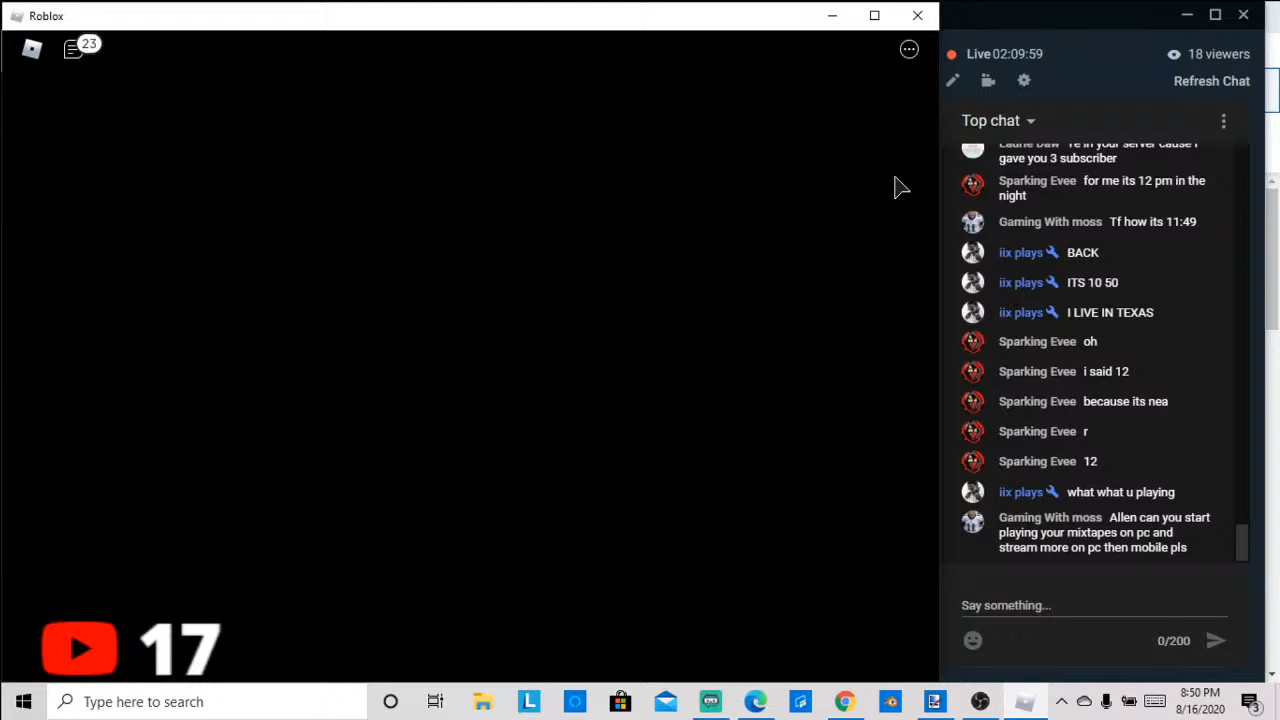 Roblox
23
17
Live 02:09:59
18 viewers
Refresh Chat
Top chat
Laurie Daw
gave you 3 subscriber
Sparking Evee for me its 12 pm in the
night
Gaming With moss Tf how its 11:49
iix plays BACK
iix plays ITS 10 50
iix plays I LIVE IN TEXAS
Sparking Evee oh
Sparking Evee i said 12
Sparking Evee because its nea
Sparking Evee r
Sparking Evee 12
iix plays what what u playing
Gaming With moss Allen can you start
playing your mixtapes on pc and
stream more on pc then mobile pls
Say something...
0/200
Type here to search
L
8:50 PM
8/16/2020
3